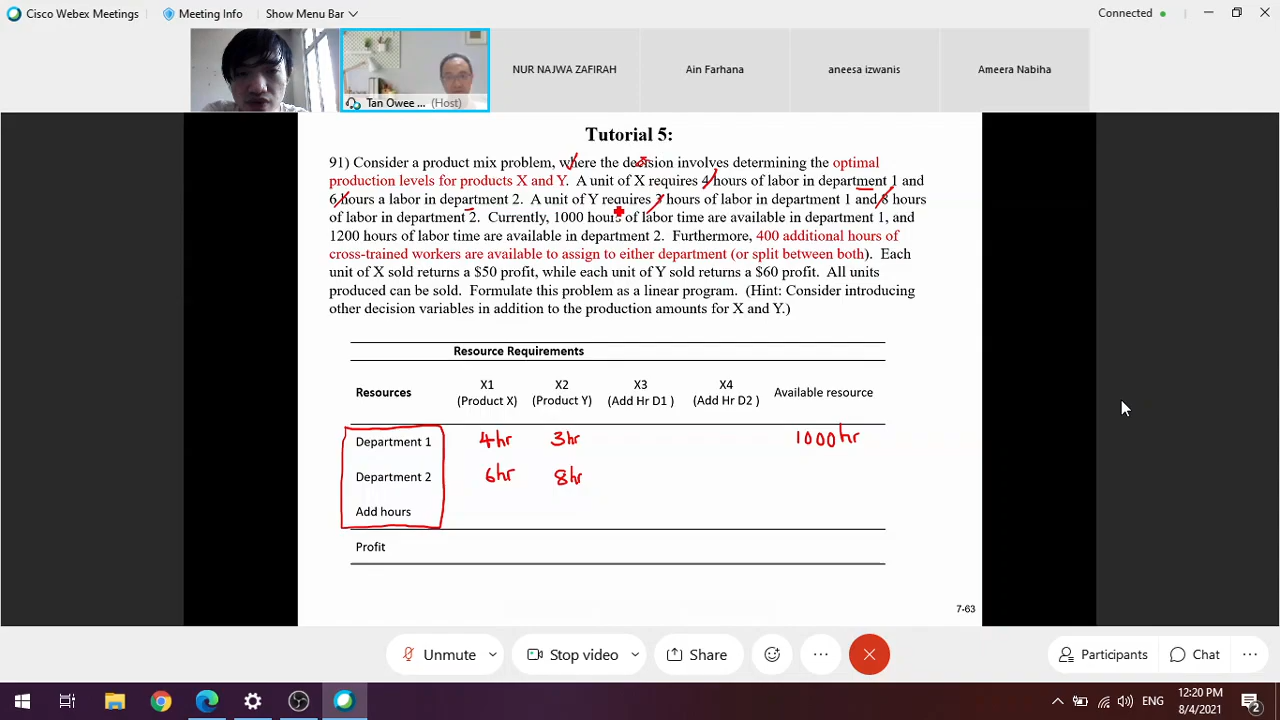 Cisco Webex Meetings Meeting Info Show Menu Bar Connected
Tan Owee ... (Host) NUR NAJWA ZAFIRAH Ain Farhana aneesa izwanis Ameera Nabiha
Tutorial 5:
91) Consider a product mix problem, where the decision involves determining the optimal
production levels for products X and Y. A unit of X requires 4 hours of labor in department 1 and
6 hours a labor in department 2. A unit of Y requires 3 hours of labor in department 1 and 8 hours
of labor in department 2. Currently, 1000 hours of labor time are available in department 1, and
1200 hours of labor time are available in department 2. Furthermore, 400 additional hours of
cross-trained workers are available to assign to either department (or split between both). Each
unit of X sold returns a $50 profit, while each unit of Y sold returns a $60 profit. All units
produced can be sold. Formulate this problem as a linear program. (Hint: Consider introducing
other decision variables in addition to the production amounts for X and Y.)
Resource Requirements
Resources X1 (Product X) X2 (Product Y) X3 (Add Hr D1 ) X4 (Add Hr D2 ) Available resource
Department 1 4hr 3hr 1000hr
Department 2 6hr 8hr
Add hours
Profit
7-63
Unmute Stop video Share ... Participants Chat ...
ENG 12:20 PM 8/4/2021 2